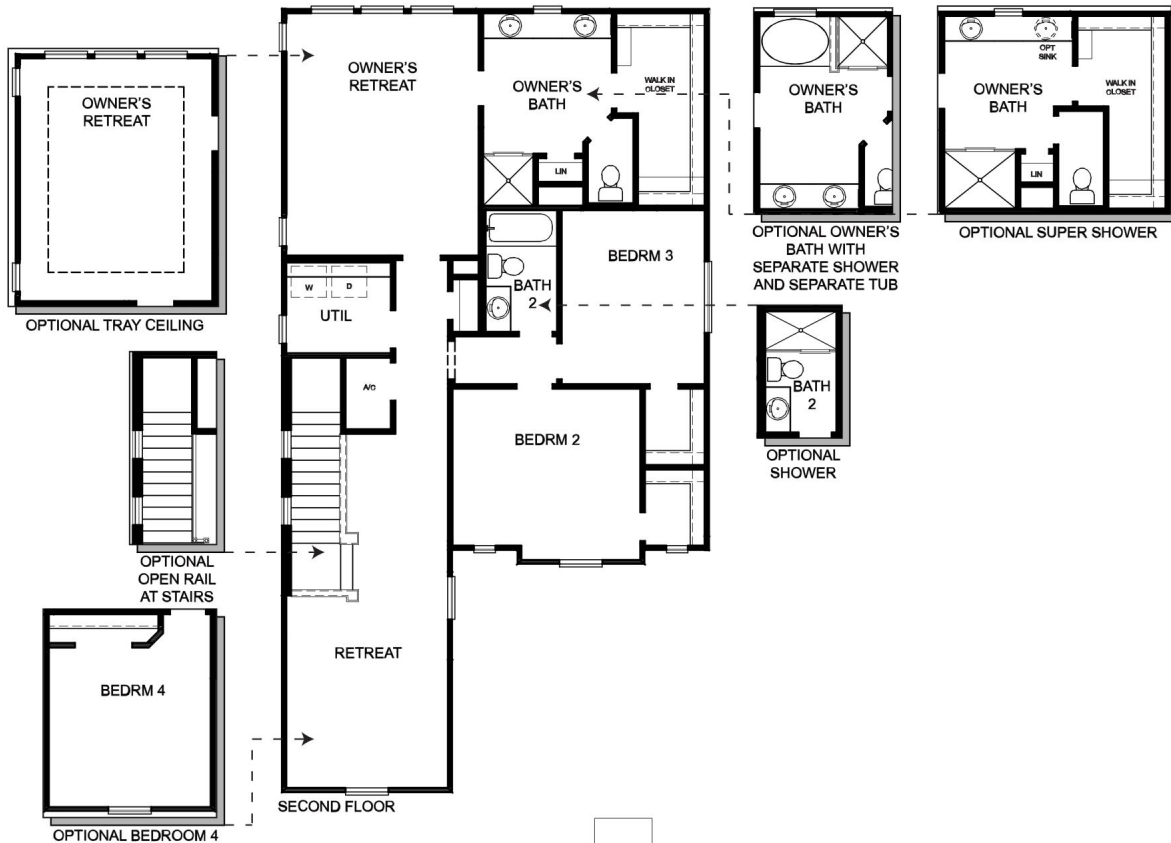 OWNER'S
RETREAT
OPTIONAL TRAY CEILING
OWNER'S
RETREAT
OWNER'S
BATH
WALK IN
CLOSET
LIN
OWNER'S
BATH
OPTIONAL OWNER'S
BATH WITH
SEPARATE SHOWER
AND SEPARATE TUB
OPT
SINK
OWNER'S
BATH
WALK IN
CLOSET
LIN
OPTIONAL SUPER SHOWER
W
D
UTIL
BATH
2
BEDRM 3
A/C
BEDRM 2
BATH
2
OPTIONAL
SHOWER
OPTIONAL
OPEN RAIL
AT STAIRS
RETREAT
SECOND FLOOR
BEDRM 4
OPTIONAL BEDROOM 4